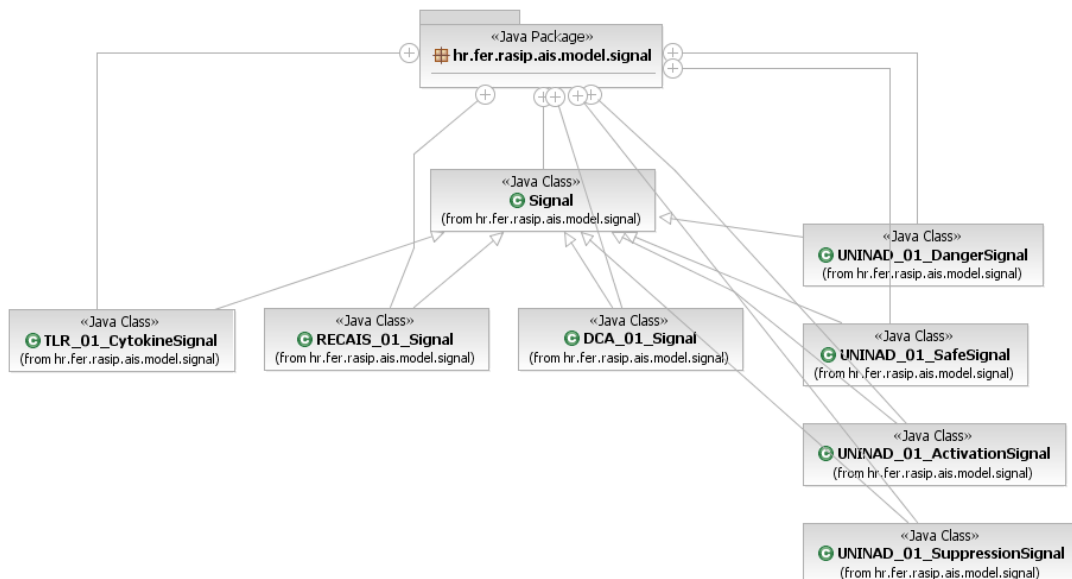 «Java Package»
hr.fer.rasip.ais.model.signal
«Java Class»
Signal
(from hr.fer.rasip.ais.model.signal)
«Java Class»
UNINAD_01_DangerSignal
(from hr.fer.rasip.ais.model.signal)
«Java Class»
TLR_01_CytokineSignal
(from hr.fer.rasip.ais.model.signal)
«Java Class»
RECAIS_01_Signal
(from hr.fer.rasip.ais.model.signal)
«Java Class»
DCA_01_Signal
(from hr.fer.rasip.ais.model.signal)
«Java Class»
UNINAD_01_SafeSignal
(from hr.fer.rasip.ais.model.signal)
«Java Class»
UNINAD_01_ActivationSignal
(from hr.fer.rasip.ais.model.signal)
«Java Class»
UNINAD_01_SuppressionSignal
(from hr.fer.rasip.ais.model.signal)